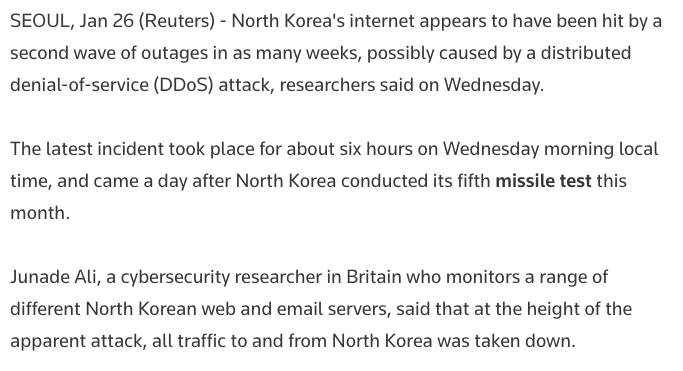 SEOUL, Jan 26 (Reuters) - North Korea's internet appears to have been hit by a
second wave of outages in as many weeks, possibly caused by a distributed
denial-of-service (DDoS) attack, researchers said on Wednesday.
The latest incident took place for about six hours on Wednesday morning local
time, and came a day after North Korea conducted its fifth missile test this
month.
Junade Ali, a cybersecurity researcher in Britain who monitors a range of
different North Korean web and email servers, said that at the height of the
apparent attack, all traffic to and from North Korea was taken down.